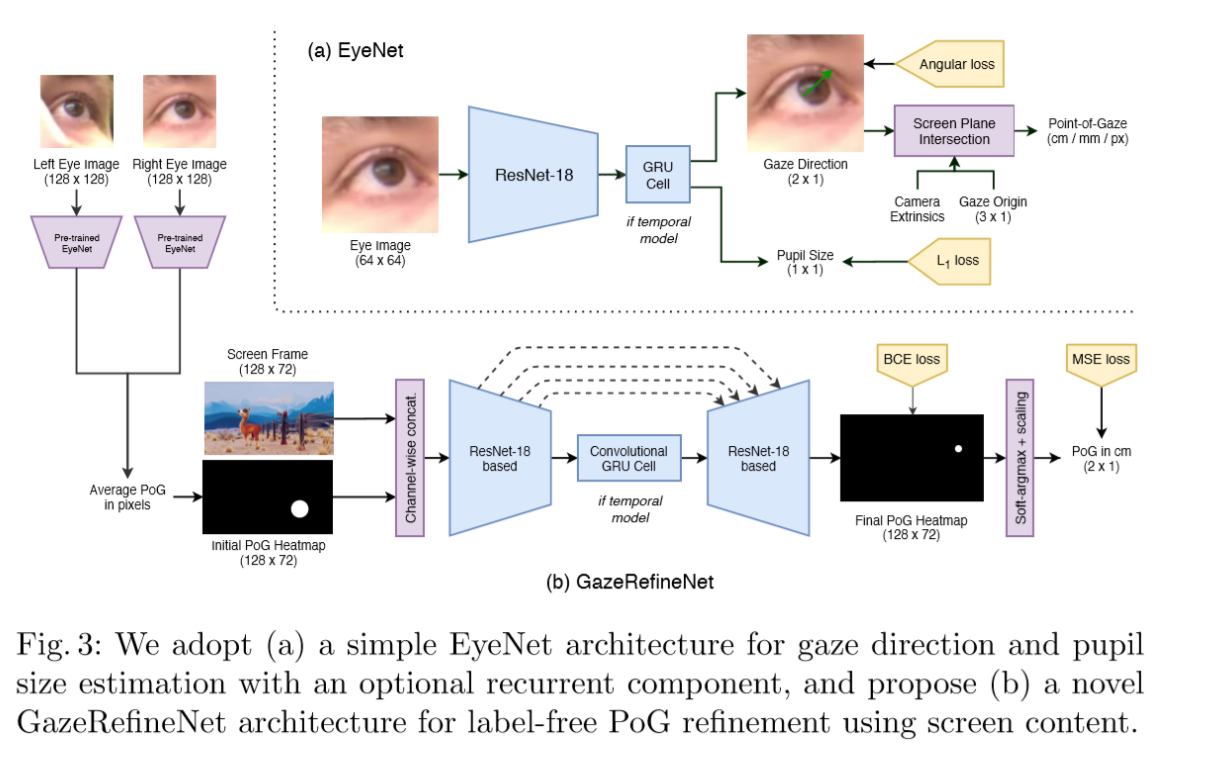 (a) EyeNet
Left Eye Image
(128 x 128)
Right Eye Image
(128 x 128)
Pre-trained
EyeNet
Pre-trained
EyeNet
Eye Image
(64 x 64)
ResNet-18
GRU
Cell
if temporal
model
Gaze Direction
(2 x 1)
Angular loss
Screen Plane
Intersection
Point-of-Gaze
(cm / mm / px)
Camera
Extrinsics
Gaze Origin
(3 x 1)
Pupil Size
(1 x 1)
L1 loss
Screen Frame
(128 x 72)
Average PoG
in pixels
Initial PoG Heatmap
(128 x 72)
Channel-wise concat.
ResNet-18
based
Convolutional
GRU Cell
if temporal
model
ResNet-18
based
BCE loss
Final PoG Heatmap
(128 x 72)
Soft-argmax + scaling
MSE loss
PoG in cm
(2 x 1)
(b) GazeRefineNet
Fig. 3: We adopt (a) a simple EyeNet architecture for gaze direction and pupil
size estimation with an optional recurrent component, and propose (b) a novel
GazeRefineNet architecture for label-free PoG refinement using screen content.